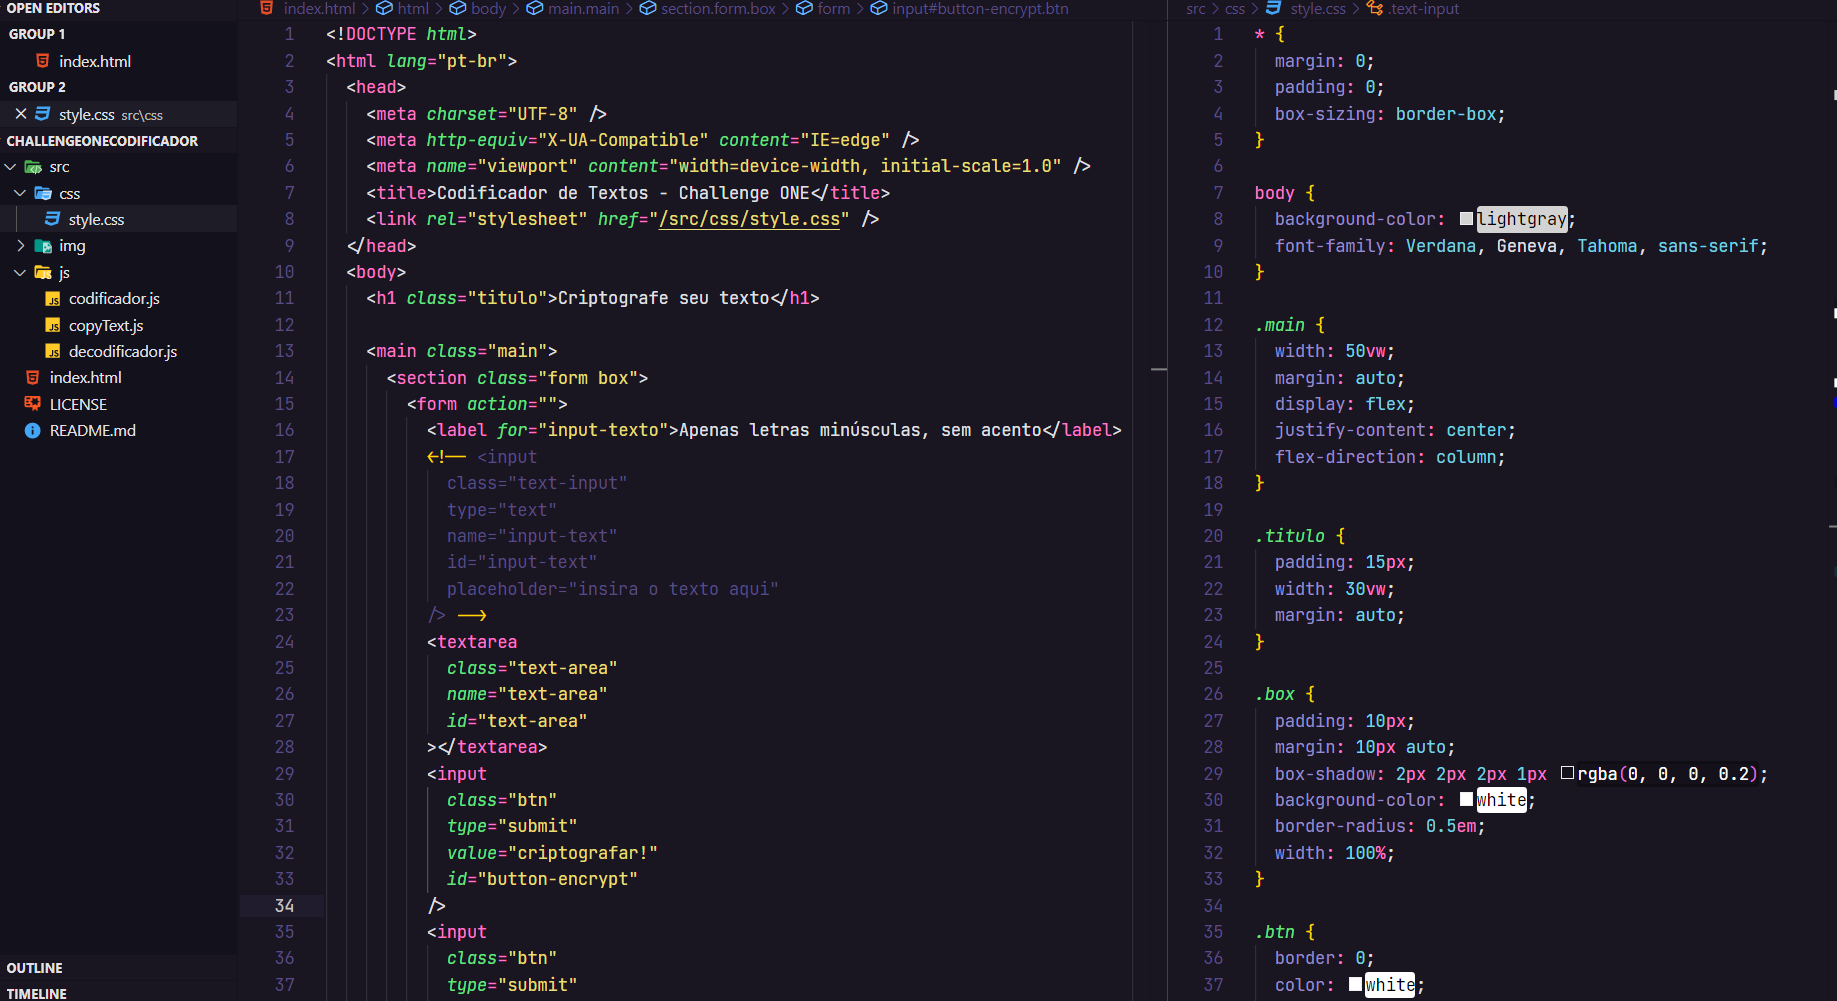 OPEN EDITORS
GROUP 1
index.html
GROUP 2
style.css src\css
CHALLENGEONECODIFICADOR
src
css
style.css
img
js
codificador.js
copyText.js
decodificador.js
index.html
LICENSE
README.md
OUTLINE
TIMELINE
index.html > html > body > main.main > section.form.box > form > input#button-encrypt.btn
1 <!DOCTYPE html>
2 <html lang="pt-br">
3 <head>
4 <meta charset="UTF-8" />
5 <meta http-equiv="X-UA-Compatible" content="IE=edge" />
6 <meta name="viewport" content="width=device-width, initial-scale=1.0" />
7 <title>Codificador de Textos - Challenge ONE</title>
8 <link rel="stylesheet" href="/src/css/style.css" />
9 </head>
10 <body>
11 <h1 class="titulo">Criptografe seu texto</h1>
12
13 <main class="main">
14 <section class="form box">
15 <form action="">
16 <label for="input-texto">Apenas letras minúsculas, sem acento</label>
17 <!-- <input
18 class="text-input"
19 type="text"
20 name="input-text"
21 id="input-text"
22 placeholder="insira o texto aqui"
23 /> -->
24 <textarea
25 class="text-area"
26 name="text-area"
27 id="text-area"
28 ></textarea>
29 <input
30 class="btn"
31 type="submit"
32 value="criptografar!"
33 id="button-encrypt"
34 />
35 <input
36 class="btn"
37 type="submit"
src > css > style.css > .text-input
1 * {
2 margin: 0;
3 padding: 0;
4 box-sizing: border-box;
5 }
6
7 body {
8 background-color: lightgray;
9 font-family: Verdana, Geneva, Tahoma, sans-serif;
10 }
11
12 .main {
13 width: 50vw;
14 margin: auto;
15 display: flex;
16 justify-content: center;
17 flex-direction: column;
18 }
19
20 .titulo {
21 padding: 15px;
22 width: 30vw;
23 margin: auto;
24 }
25
26 .box {
27 padding: 10px;
28 margin: 10px auto;
29 box-shadow: 2px 2px 2px 1px rgba(0, 0, 0, 0.2);
30 background-color: white;
31 border-radius: 0.5em;
32 width: 100%;
33 }
34
35 .btn {
36 border: 0;
37 color: white;